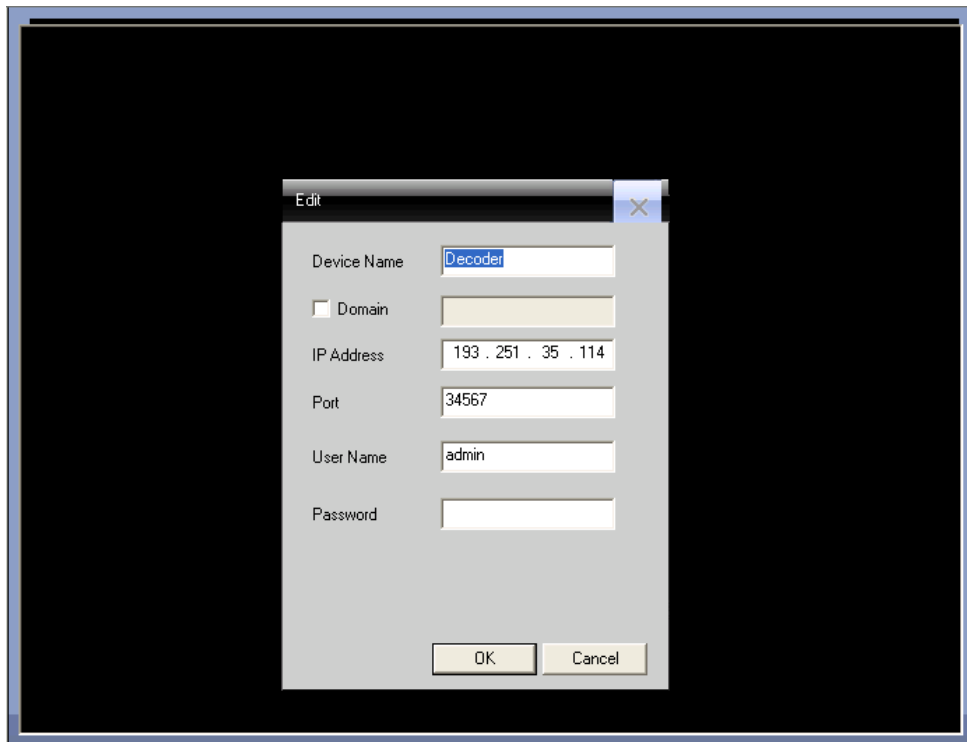 Edit
Device Name Decoder
Domain
IP Address 193 . 251 . 35 . 114
Port 34567
User Name admin
Password
OK Cancel